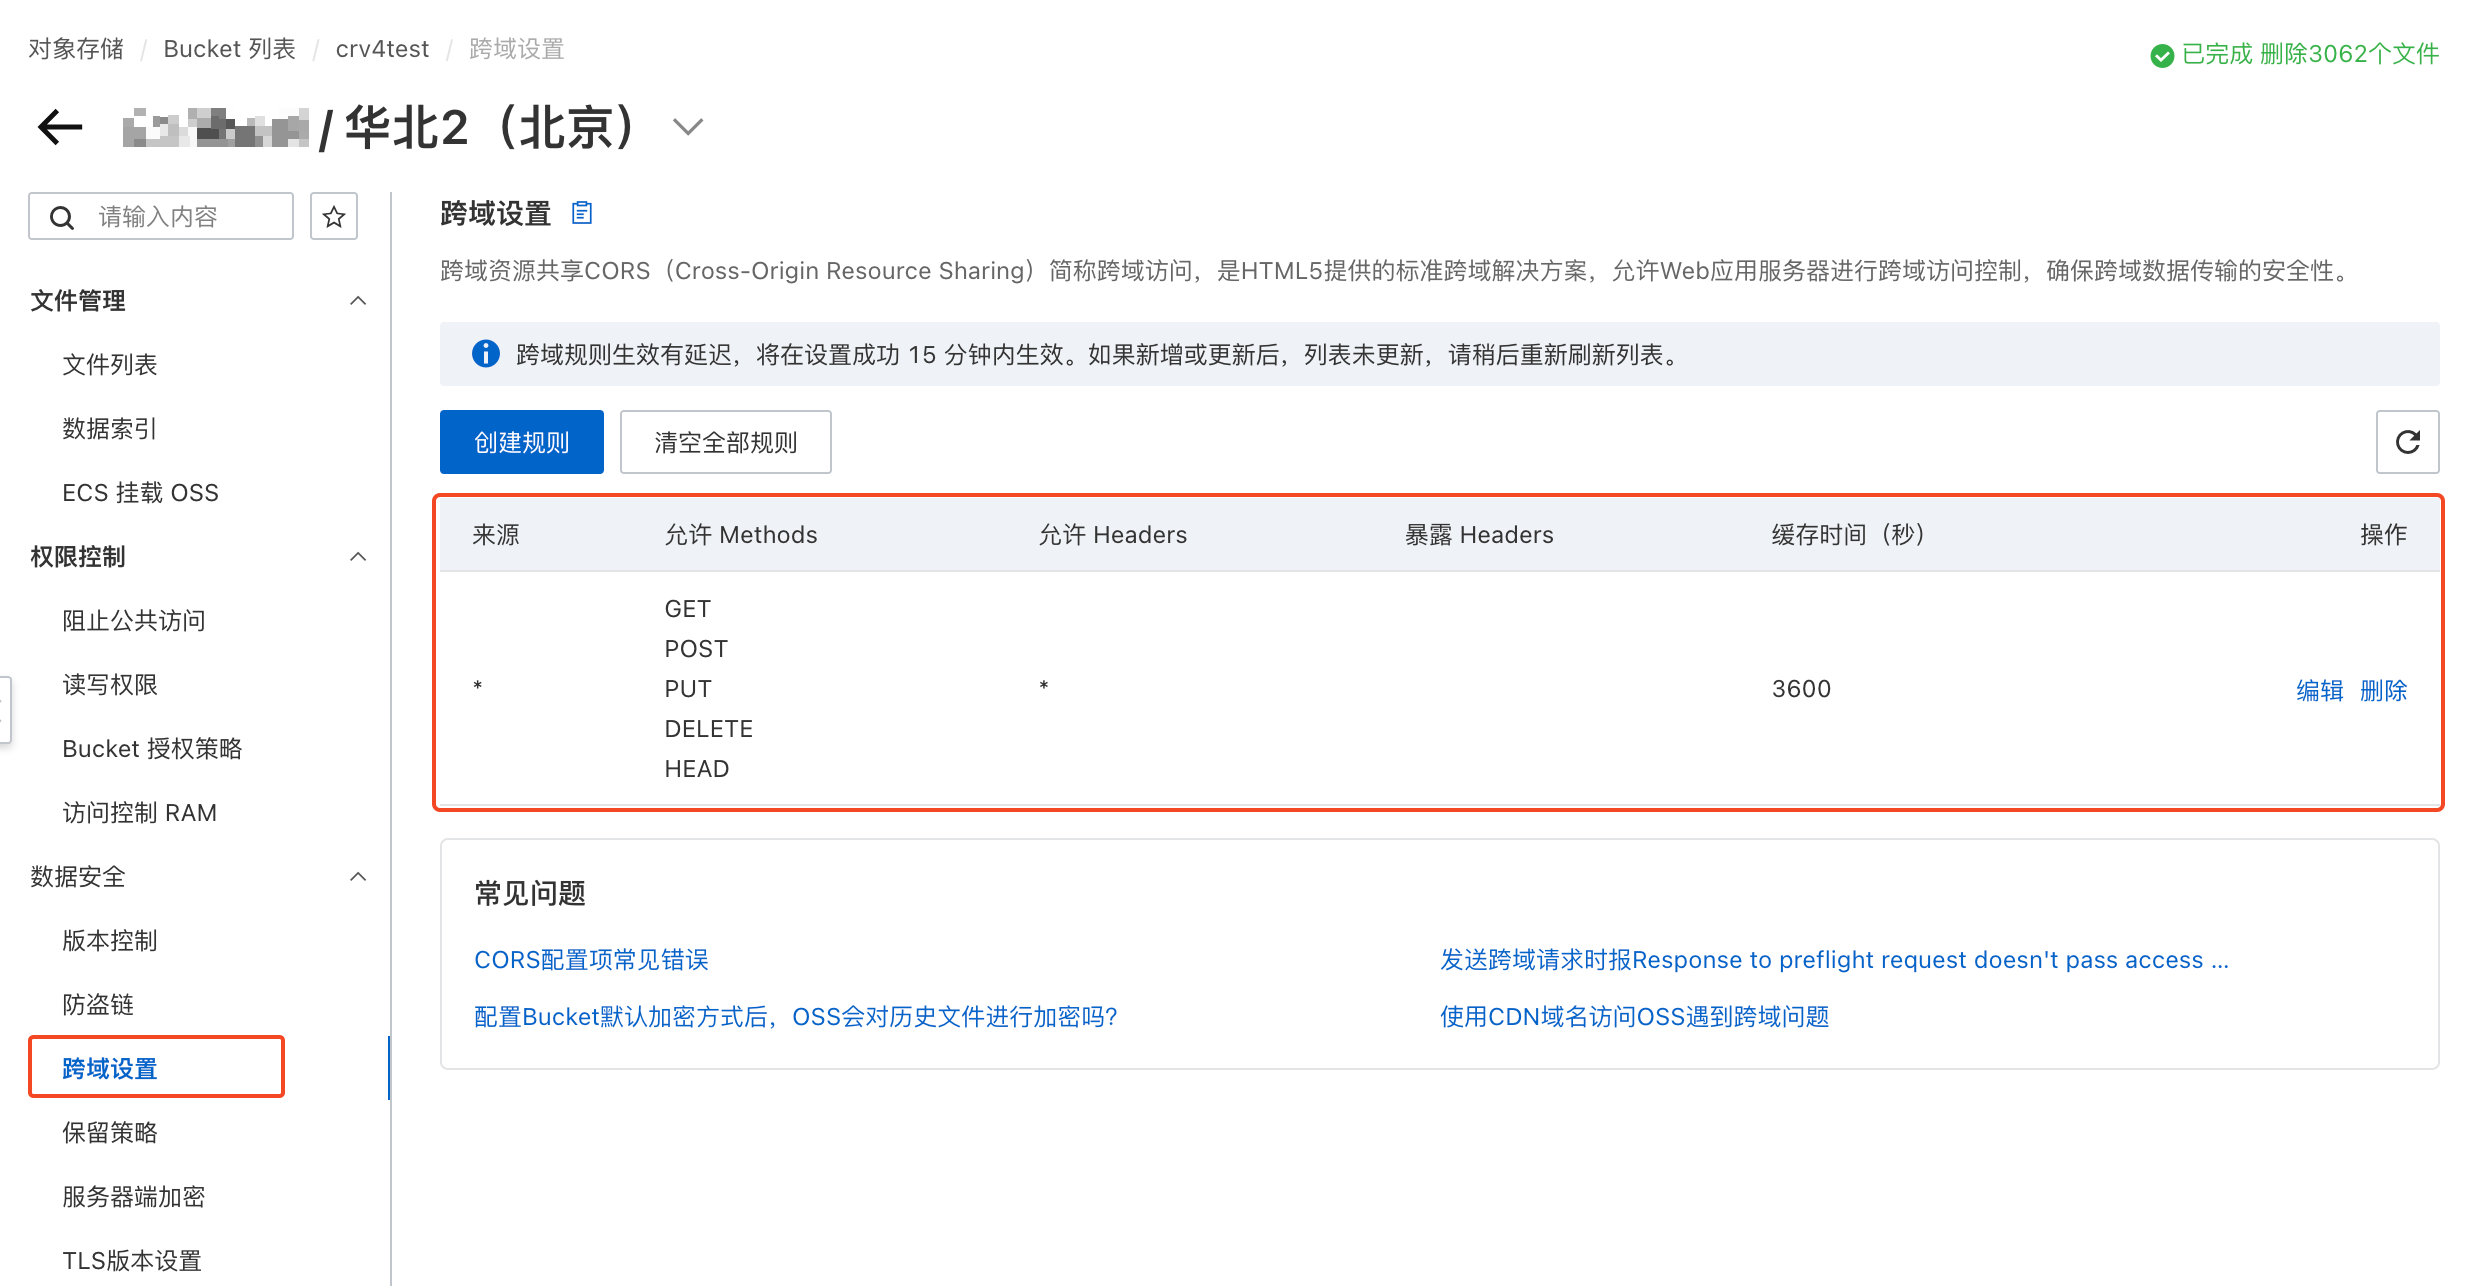 对象存储 / Bucket 列表 / crv4test / 跨域设置
已完成 删除3062个文件
/ 华北2（北京）
请输入内容
文件管理
文件列表
数据索引
ECS 挂载 OSS
权限控制
阻止公共访问
读写权限
Bucket 授权策略
访问控制 RAM
数据安全
版本控制
防盗链
跨域设置
保留策略
服务器端加密
TLS版本设置
跨域设置
跨域资源共享CORS（Cross-Origin Resource Sharing）简称跨域访问，是HTML5提供的标准跨域解决方案，允许Web应用服务器进行跨域访问控制，确保跨域数据传输的安全性。
跨域规则生效有延迟，将在设置成功 15 分钟内生效。如果新增或更新后，列表未更新，请稍后重新刷新列表。
创建规则 清空全部规则
来源 允许 Methods 允许 Headers 暴露 Headers 缓存时间（秒） 操作
GET
POST
* PUT * 3600 编辑 删除
DELETE
HEAD
常见问题
CORS配置项常见错误 发送跨域请求时报Response to preflight request doesn't pass access ...
配置Bucket默认加密方式后，OSS会对历史文件进行加密吗? 使用CDN域名访问OSS遇到跨域问题